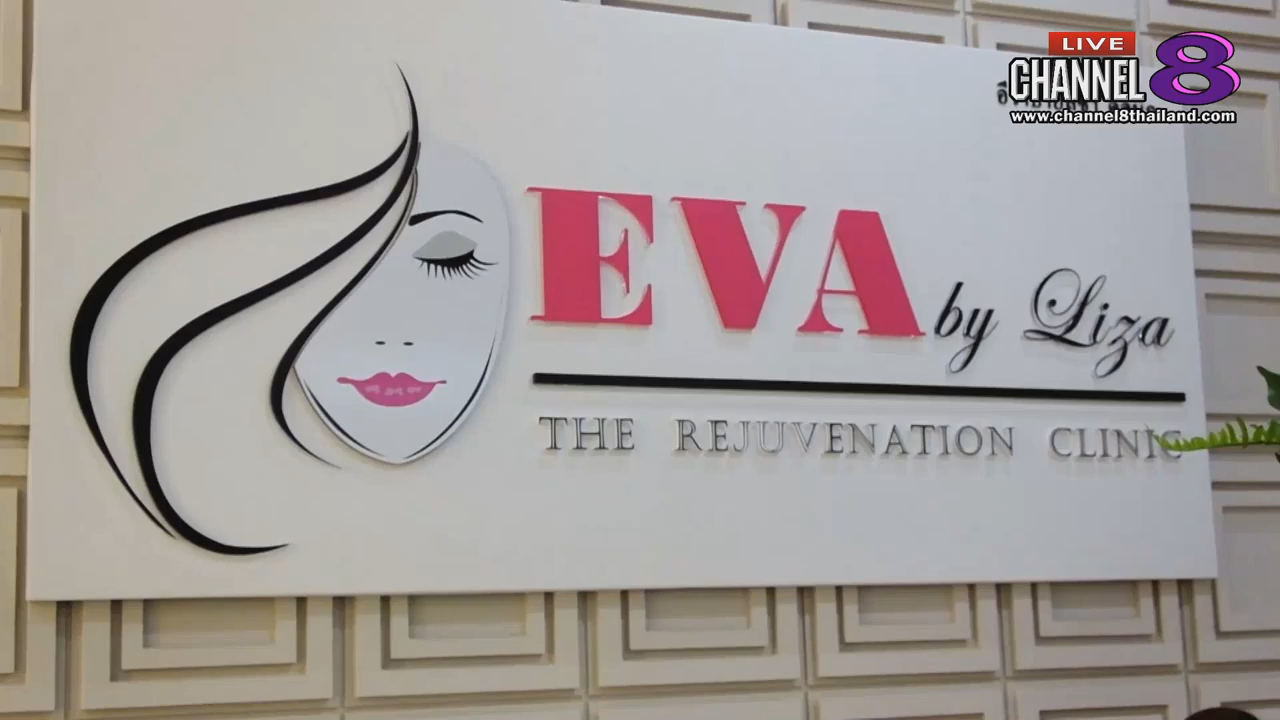 LIVE
CHANNEL 8
www.channel8thailand.com
EVA by Liza
THE REJUVENATION CLINIC